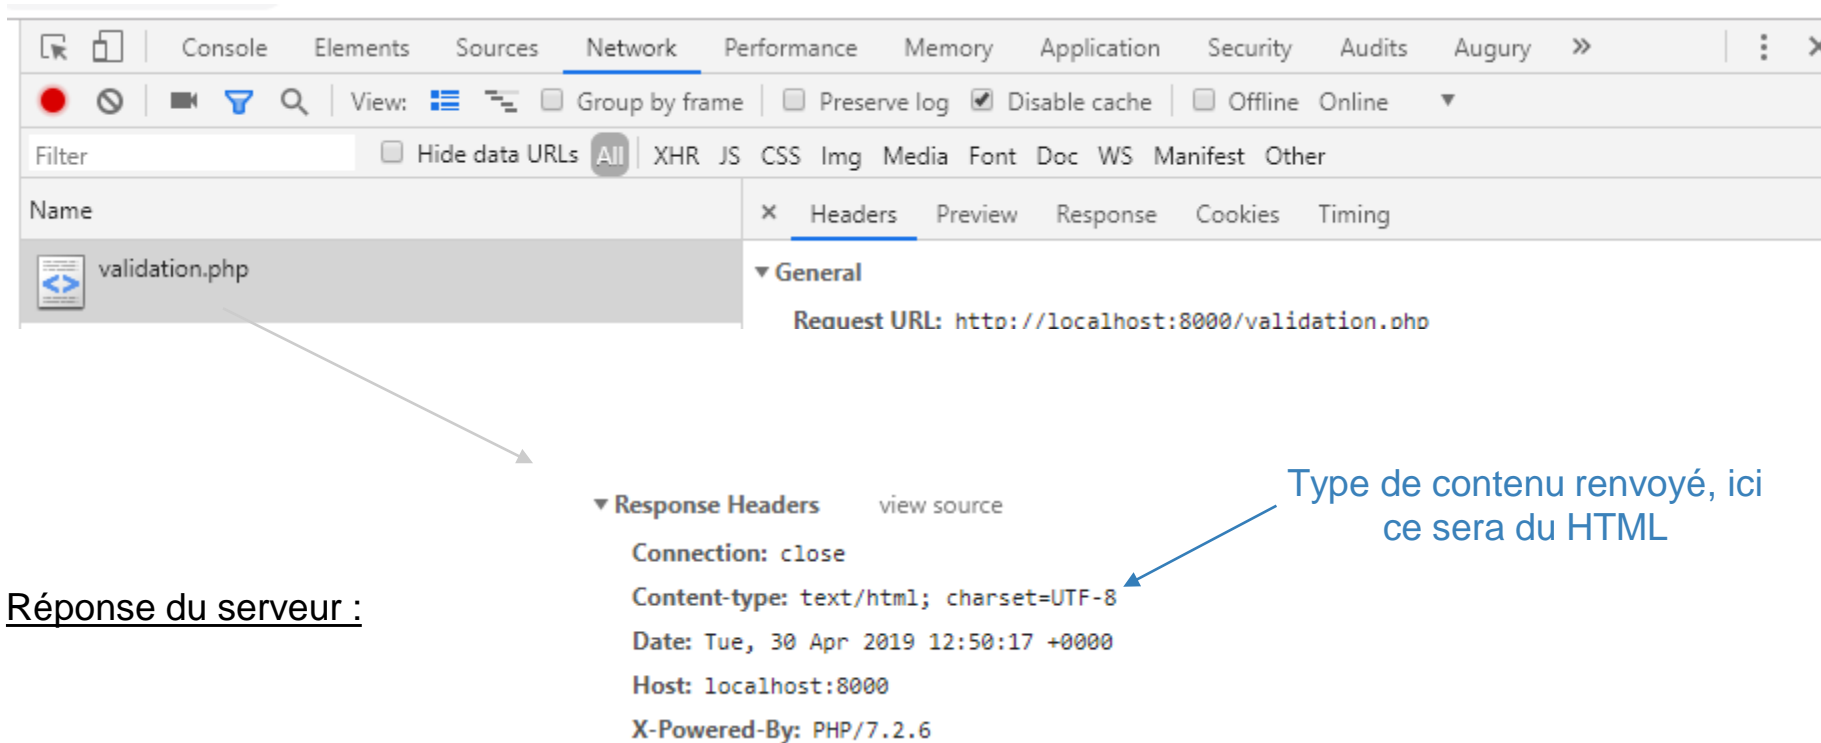 Console Elements Sources Network Performance Memory Application Security Audits Augury »
View: Group by frame Preserve log Disable cache Offline Online
Filter Hide data URLs All XHR JS CSS Img Media Font Doc WS Manifest Other
Name
× Headers Preview Response Cookies Timing
validation.php
General
Request URL: http://localhost:8000/validation.php
Type de contenu renvoyé, ici
ce sera du HTML
Response Headers view source
Connection: close
Content-type: text/html; charset=UTF-8
Réponse du serveur :
Date: Tue, 30 Apr 2019 12:50:17 +0000
Host: localhost:8000
X-Powered-By: PHP/7.2.6